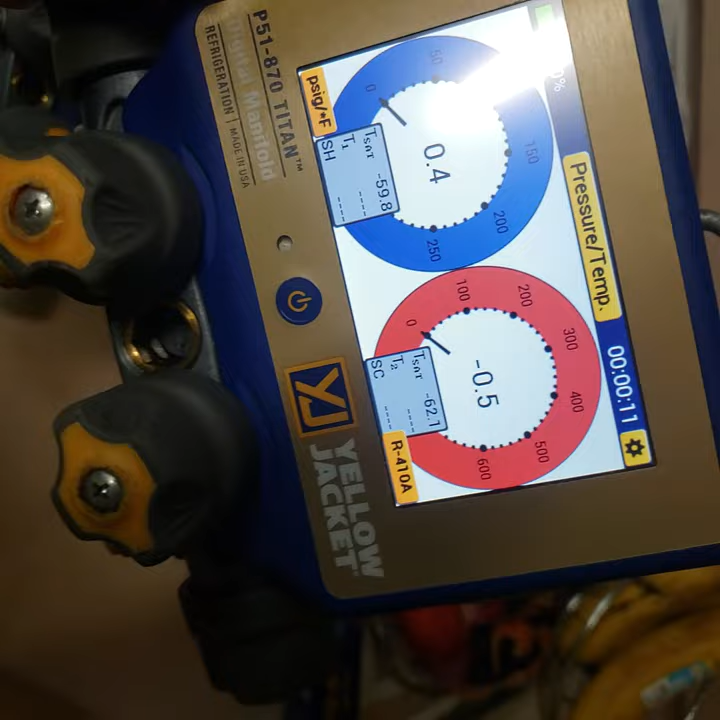 P51-870 TITAN™
Digital Manifold
REFRIGERATION | MADE IN USA
Pressure/Temp.
00:00:11
0
50
150
200
250
0.4
psig/°F
TSAT -59.8
T1 ----
SH ----
0
100
200
300
400
500
600
-0.5
TSAT -62.1
T2 ----
SC ----
R-410A
YJ
YELLOW
JACKET